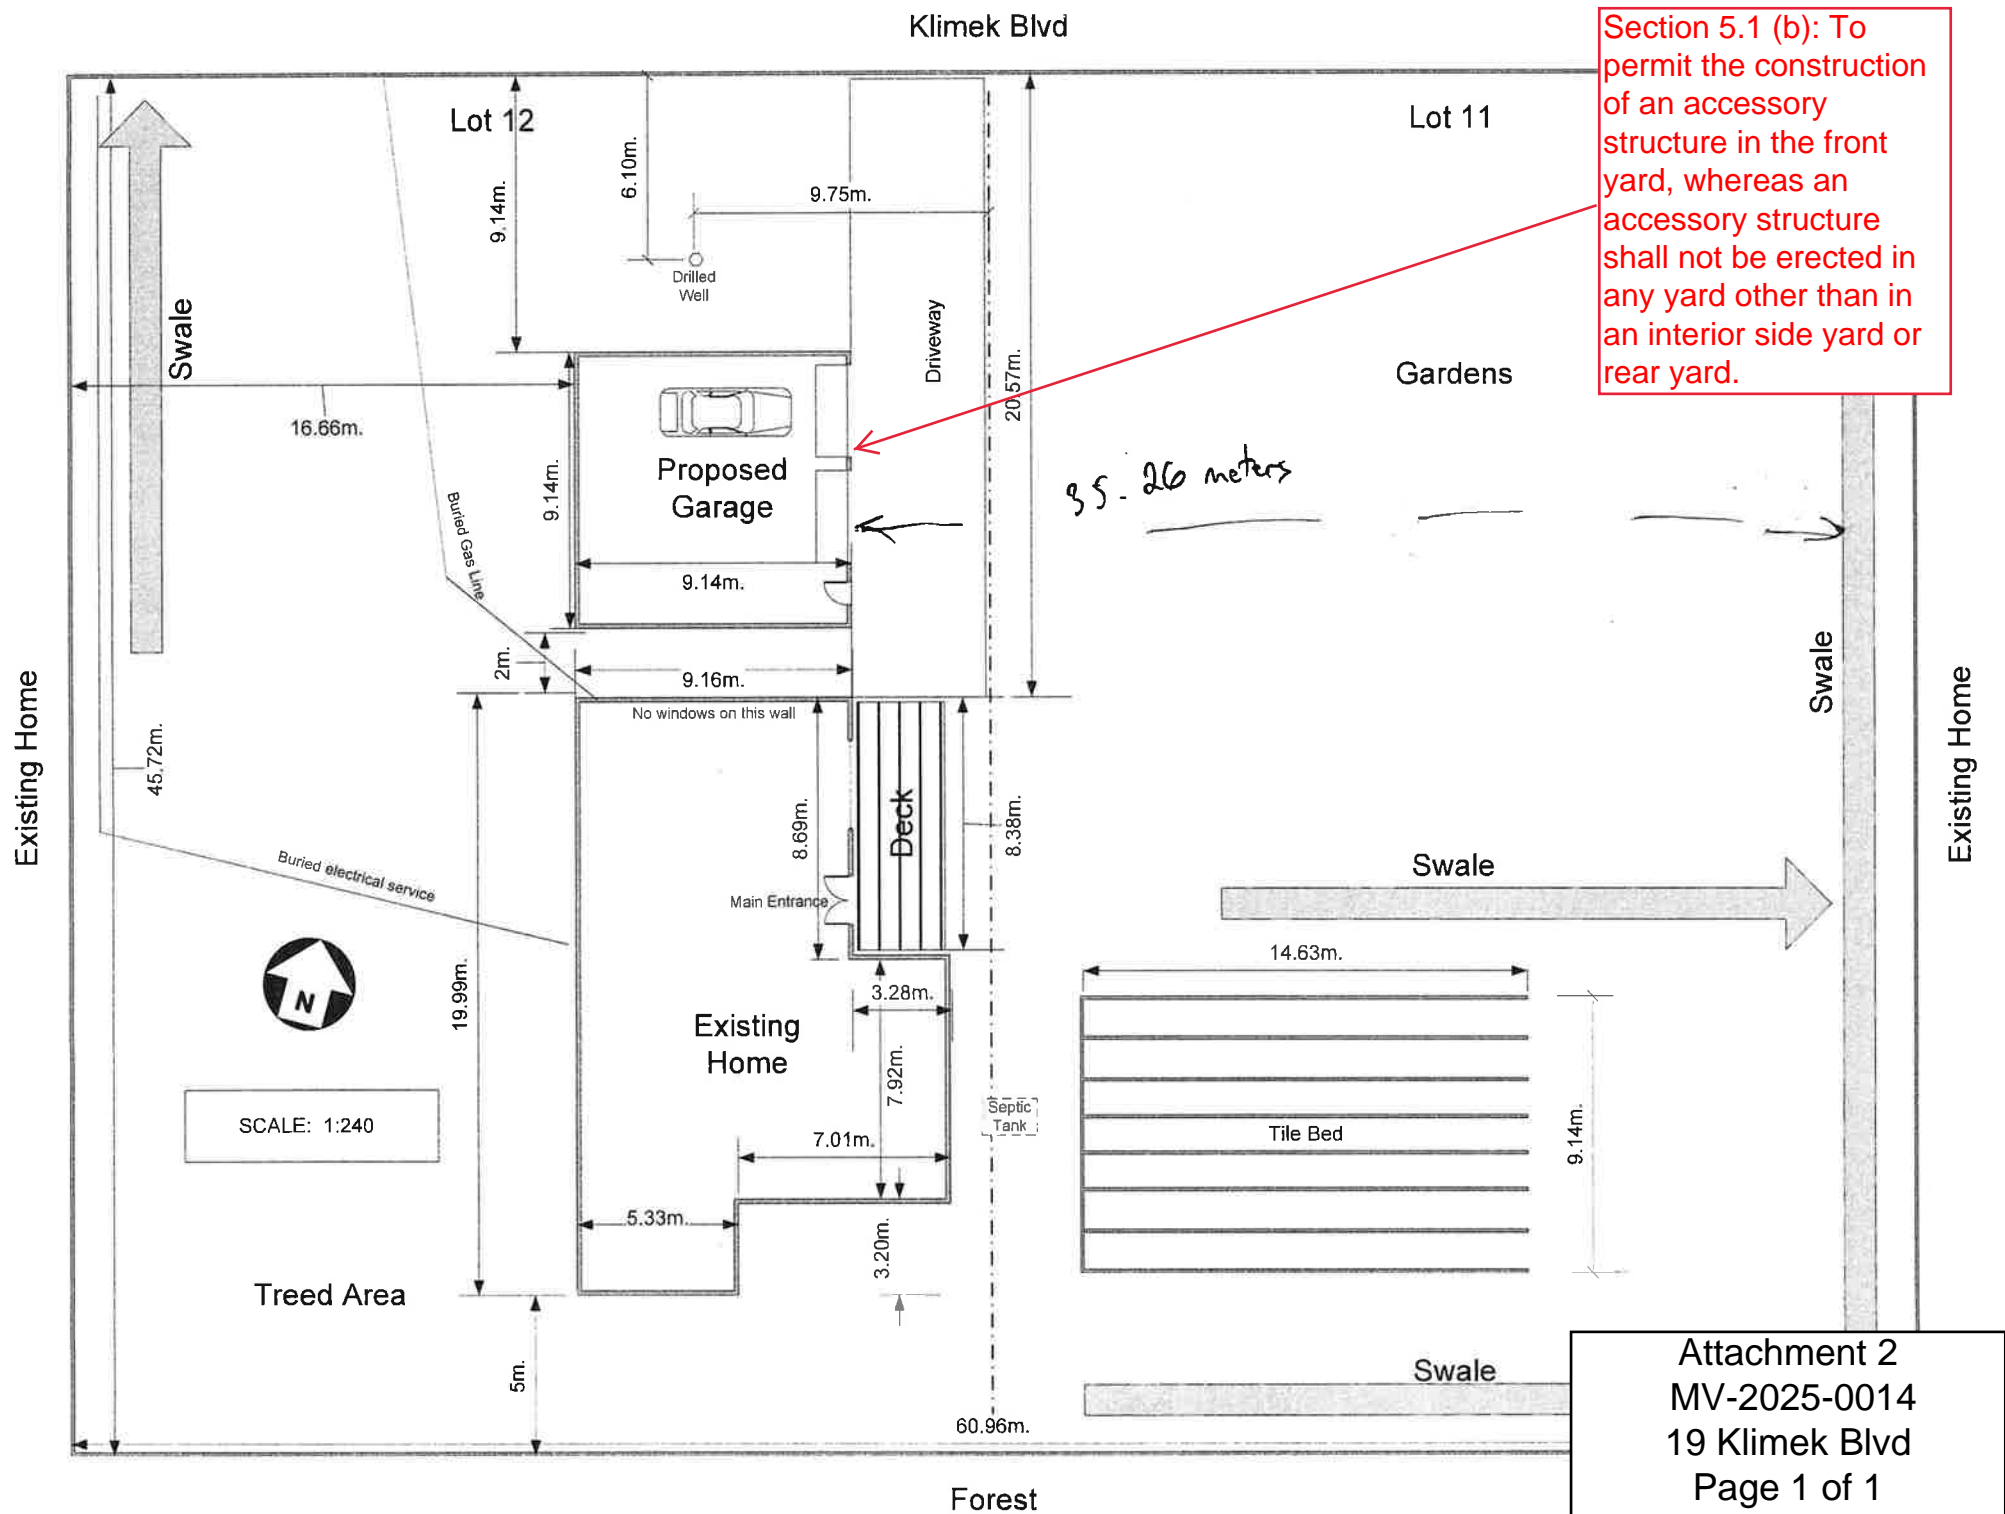 Klimek Blvd
Section 5.1 (b): To
permit the construction
of an accessory
structure in the front
yard, whereas an
accessory structure
shall not be erected in
any yard other than in
an interior side yard or
rear yard.
Lot 12
Lot 11
6.10m.
9.14m.
9.75m.
Drilled
Well
Swale
Driveway
20.57m.
Gardens
16.66m.
Proposed
Garage
35.26 meters
9.14m.
Buried Gas Line
9.14m.
2m.
9.16m.
No windows on this wall
Swale
Existing Home
Existing Home
45.72m.
8.69m.
Deck
8.38m.
Buried electrical service
Main Entrance
Swale
14.63m.
3.28m.
N
19.99m.
Existing
Home
7.92m.
SCALE: 1:240
Septic
Tank
Tile Bed
9.14m.
7.01m.
5.33m.
3.20m.
Treed Area
5m.
Swale
60.96m.
Attachment 2
MV-2025-0014
19 Klimek Blvd
Page 1 of 1
Forest